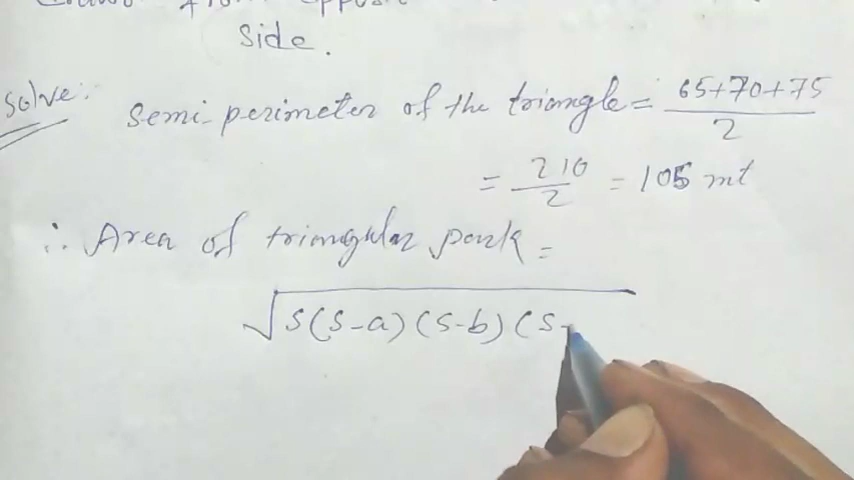 Side.
Solve:
Semi-perimeter of the triangle = 65+70+75 / 2
= 210 / 2 = 105 mt
∴ Area of triangular park =
√s(s-a)(s-b)(s-